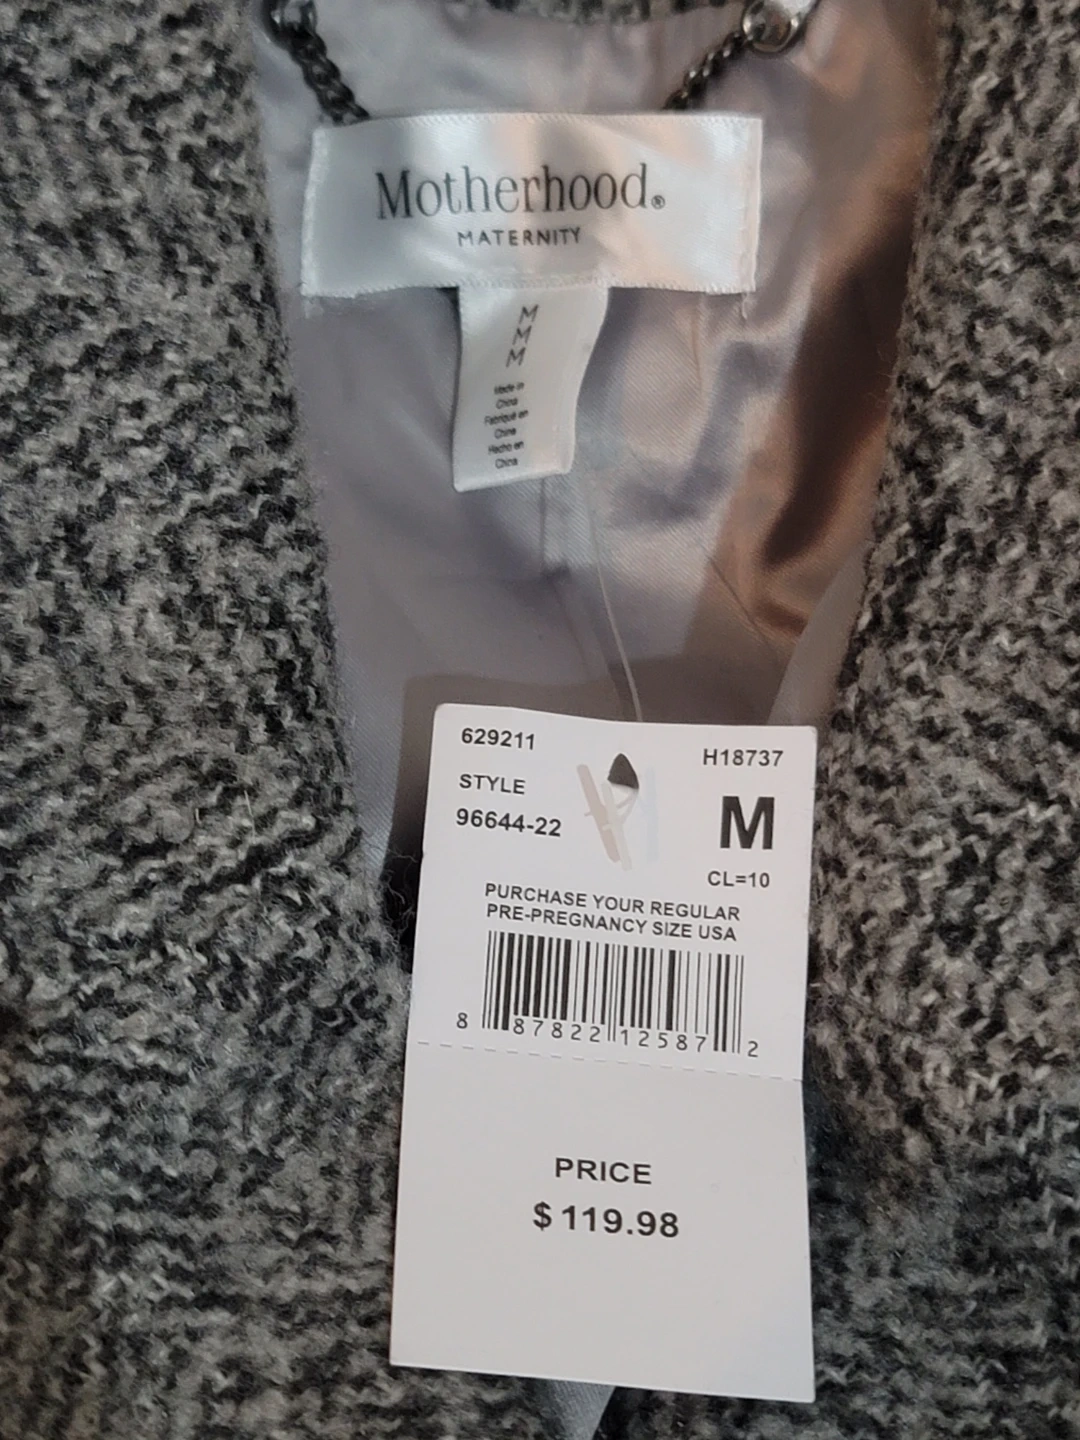 Motherhood®
MATERNITY
M
M
M
Made in
China
Fabriqué en
Chine
Hecho en
China
629211
H18737
STYLE
96644-22
M
CL=10
PURCHASE YOUR REGULAR
PRE-PREGNANCY SIZE USA
8 87822 12587 2
PRICE
$119.98